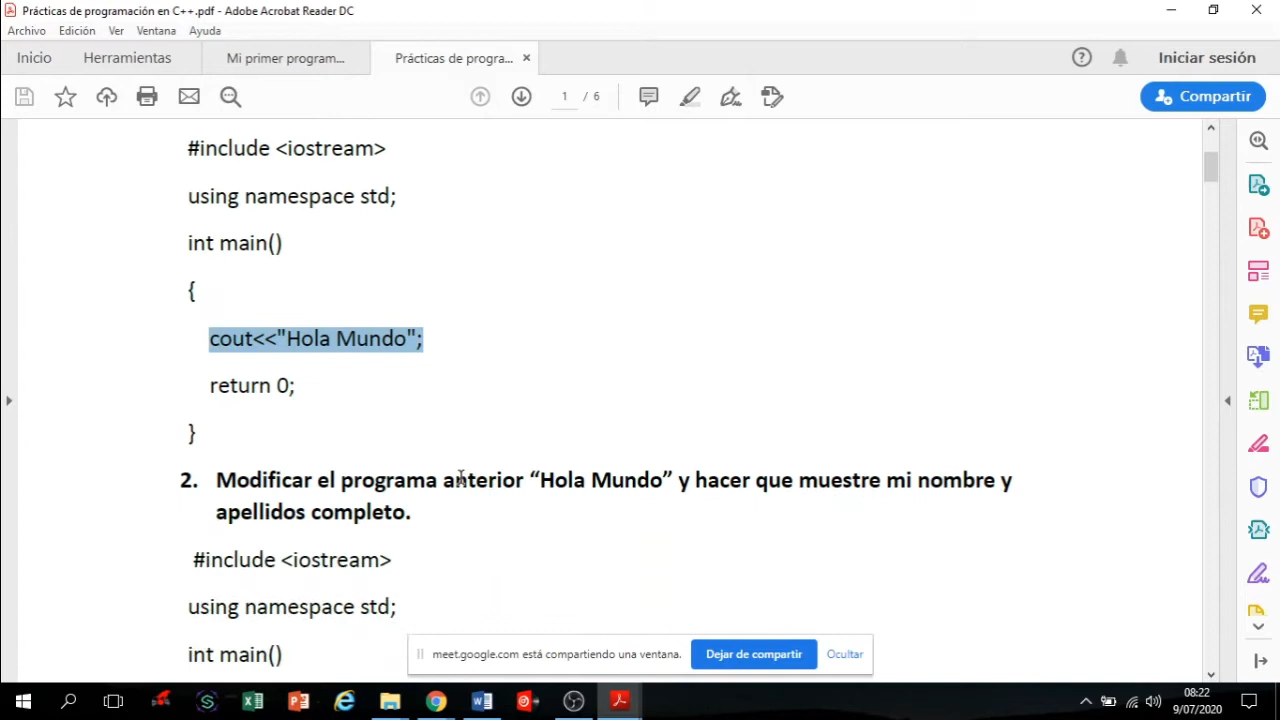 Prácticas de programación en C++.pdf - Adobe Acrobat Reader DC
Archivo Edición Ver Ventana Ayuda
Inicio Herramientas Mi primer program... Prácticas de progra... × Iniciar sesión
1 / 6 Compartir
#include <iostream>
using namespace std;
int main()
{
cout<<"Hola Mundo";
return 0;
}
2. Modificar el programa anterior “Hola Mundo” y hacer que muestre mi nombre y
apellidos completo.
#include <iostream>
using namespace std;
int main()
meet.google.com está compartiendo una ventana. Dejar de compartir Ocultar
08:22
9/07/2020